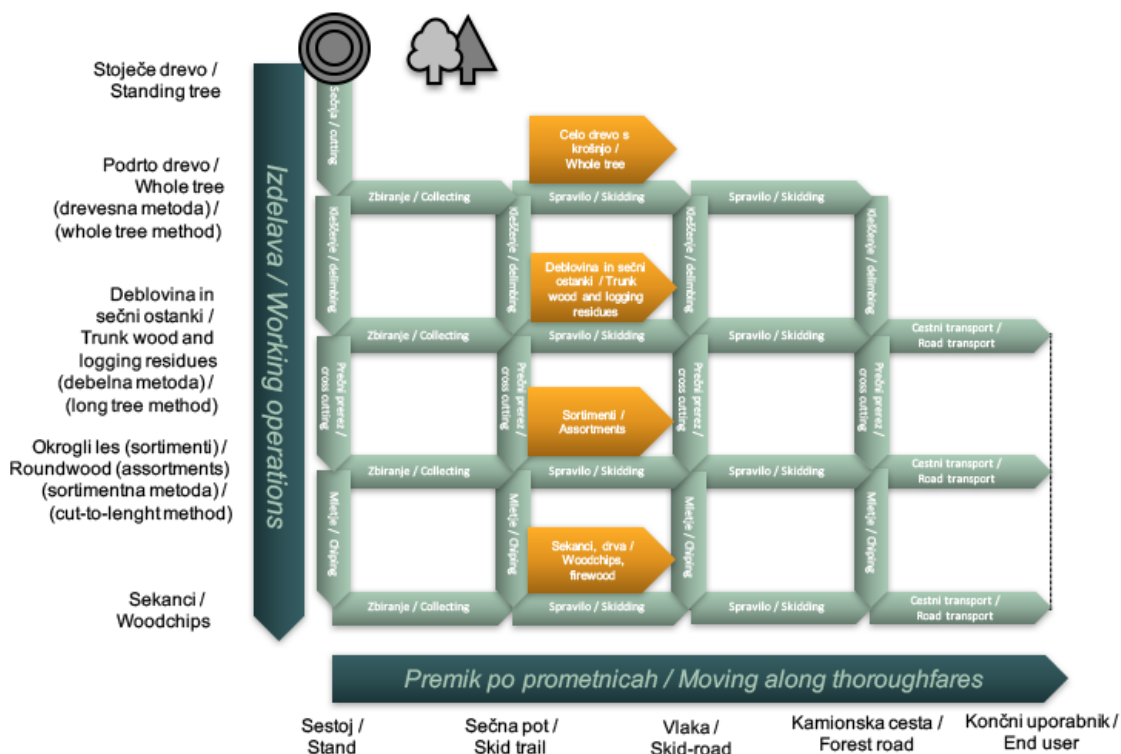 Stoječe drevo /
Standing tree
Podrto drevo /
Whole tree
(drevesna metoda) /
(whole tree method)
Deblovina in
sečni ostanki /
Trunk wood and
logging residues
(debelna metoda) /
(long tree method)
Okrogli les (sortimenti) /
Roundwood (assortments)
(sortimentna metoda) /
(cut-to-lenght method)
Sekanci /
Woodchips
Izdelava / Working operations
Sečnja / cutting
Celo drevo s
krošnjo /
Whole tree
Zbiranje / Collecting
Spravilo / Skidding
Spravilo / Skidding
Kleščenje / delimbing
Kleščenje / delimbing
Kleščenje / delimbing
Kleščenje / delimbing
Deblovina in sečni
ostanki / Trunk
wood and logging
residues
Zbiranje / Collecting
Spravilo / Skidding
Spravilo / Skidding
Cestni transport /
Road transport
Prečni prerez /
cross cutting
Prečni prerez /
cross cutting
Prečni prerez /
cross cutting
Prečni prerez /
cross cutting
Sortimenti /
Assortments
Zbiranje / Collecting
Spravilo / Skidding
Spravilo / Skidding
Cestni transport /
Road transport
Mletje / Chiping
Mletje / Chiping
Mletje / Chiping
Mletje / Chiping
Sekanci, drva /
Woodchips,
firewood
Zbiranje / Collecting
Spravilo / Skidding
Spravilo / Skidding
Cestni transport /
Road transport
Premik po prometnicah / Moving along thoroughfares
Sestoj /
Stand
Sečna pot /
Skid trail
Vlaka /
Skid-road
Kamionska cesta /
Forest road
Končni uporabnik /
End user